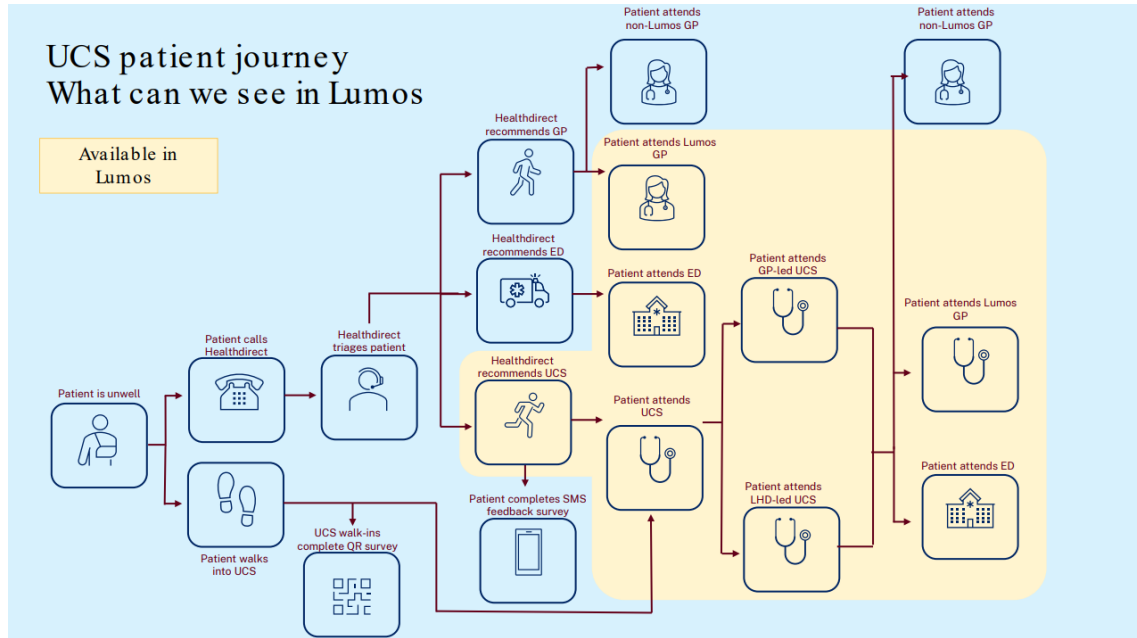 UCS patient journey
What can we see in Lumos
Available in
Lumos
Patient is unwell
Patient calls
Healthdirect
Patient walks
into UCS
Healthdirect
triages patient
UCS walk-ins
complete QR survey
Healthdirect
recommends GP
Healthdirect
recommends ED
Healthdirect
recommends UCS
Patient completes SMS
feedback survey
Patient attends
non-Lumos GP
Patient attends Lumos
GP
Patient attends ED
Patient attends
UCS
Patient attends
GP-led UCS
Patient attends
LHD-led UCS
Patient attends
non-Lumos GP
Patient attends Lumos
GP
Patient attends ED